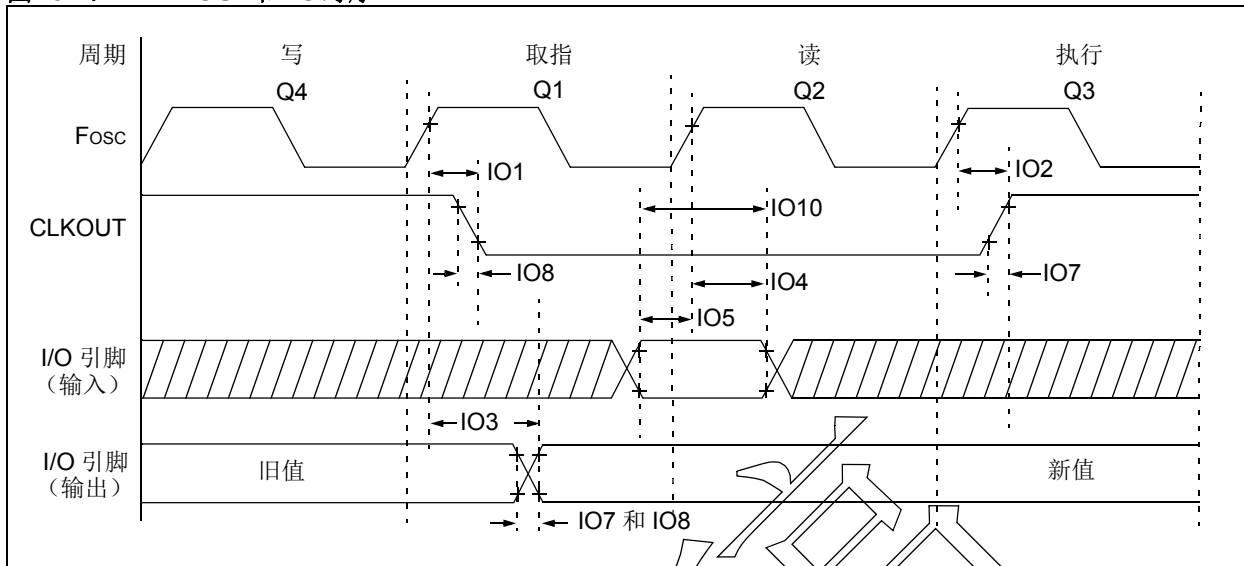 周期 写 取指 读 执行
Q4 Q1 Q2 Q3
Fosc
IO1 IO2
CLKOUT
IO10
IO8 IO4 IO7
IO5
I/O 引脚
（输入）
IO3
I/O 引脚
（输出）
旧值 新值
IO7 和 IO8